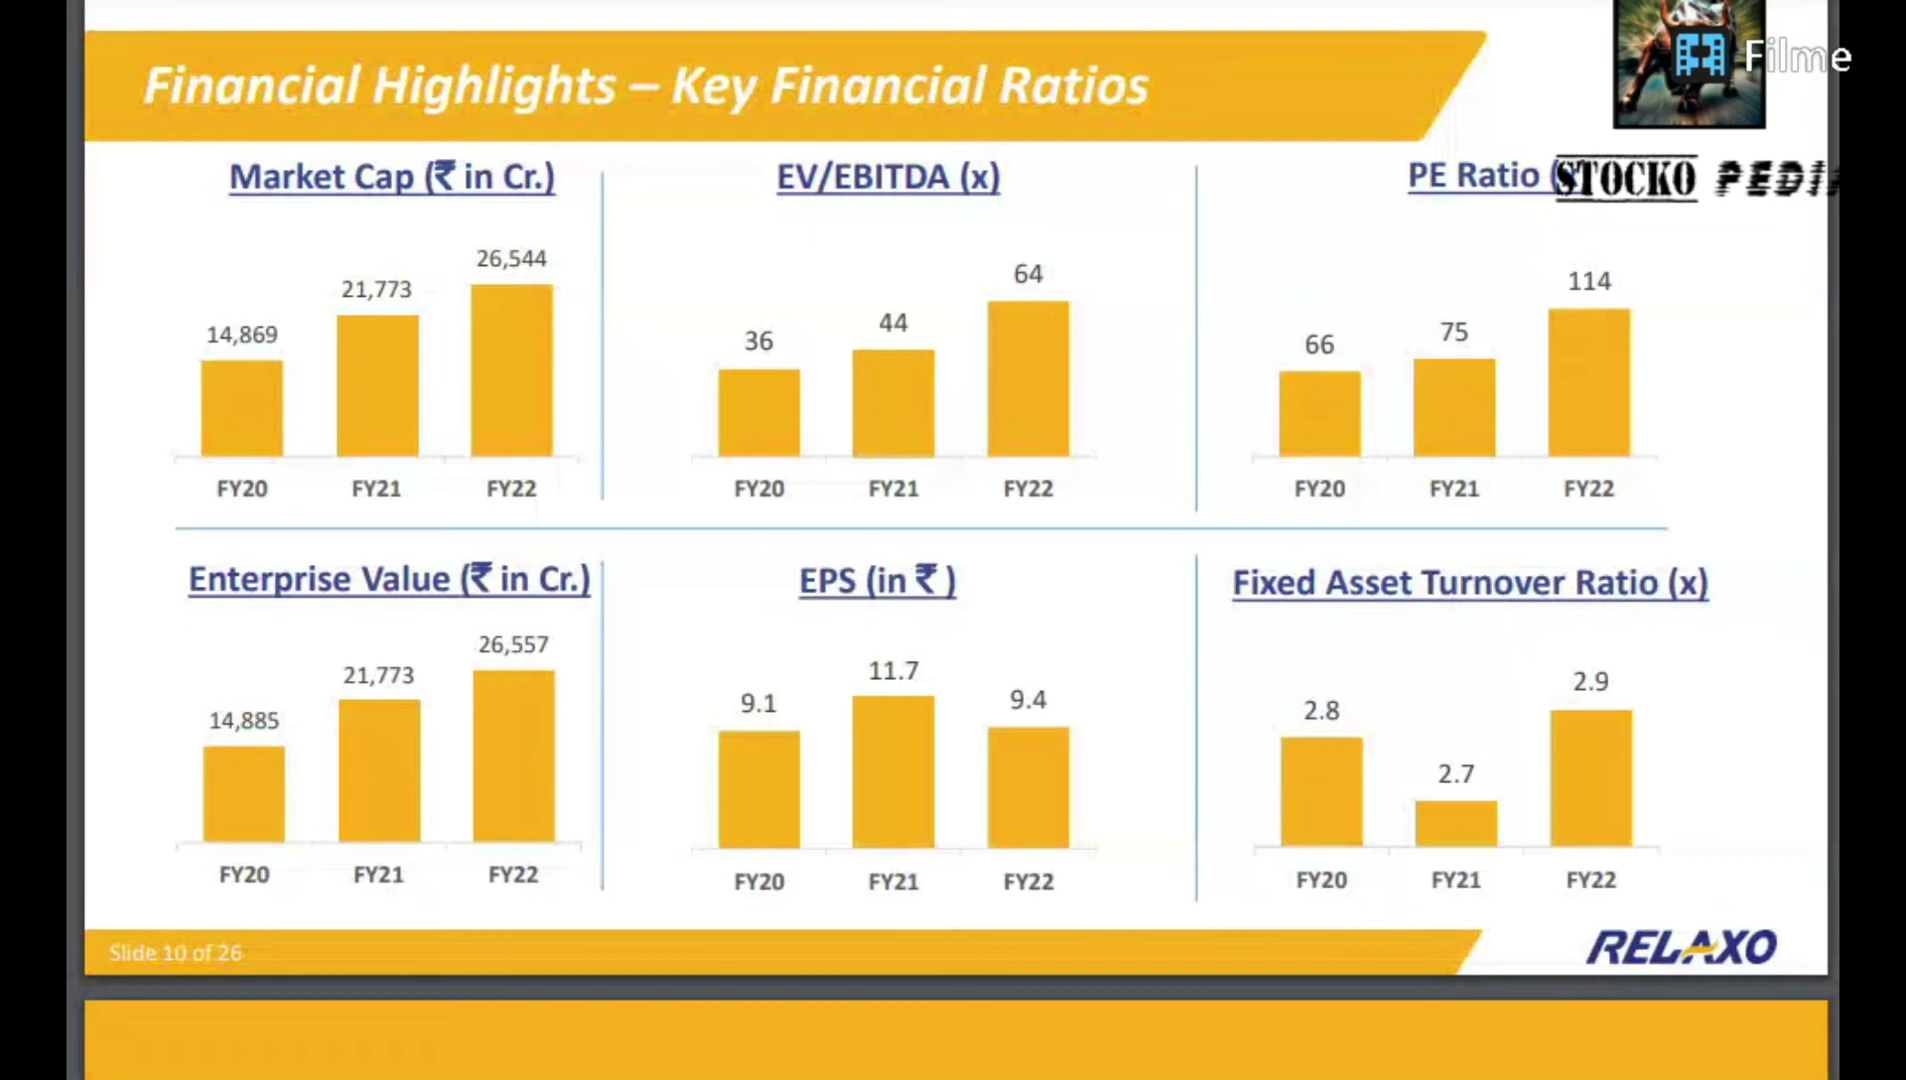 Filme
Financial Highlights – Key Financial Ratios
STOCKO
Market Cap (₹ in Cr.)
26,544
21,773
14,869
FY20 FY21 FY22
EV/EBITDA (x)
64
44
36
FY20 FY21 FY22
PE Ratio (
114
75
66
FY20 FY21 FY22
Enterprise Value (₹ in Cr.)
26,557
21,773
14,885
FY20 FY21 FY22
EPS (in ₹ )
11.7
9.1
9.4
FY20 FY21 FY22
Fixed Asset Turnover Ratio (x)
2.9
2.8
2.7
FY20 FY21 FY22
Slide 10 of 26
RELAXO